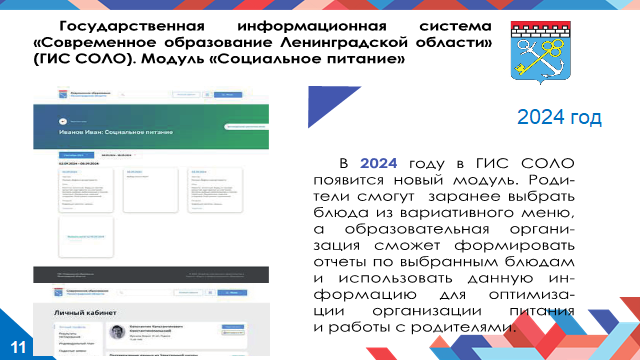 Государственная информационная система
«Современное образование Ленинградской области»
(ГИС СОЛО). Модуль «Социальное питание»
2024 год
Иванов Иван: Социальное питание
В 2024 году в ГИС СОЛО
появится новый модуль. Роди-
тели смогут заранее выбрать
блюда из вариативного меню,
а образовательная органи-
зация сможет формировать
отчеты по выбранным блюдам
и использовать данную ин-
формацию для оптимиза-
ции организации питания
и работы с родителями.
Личный кабинет
11